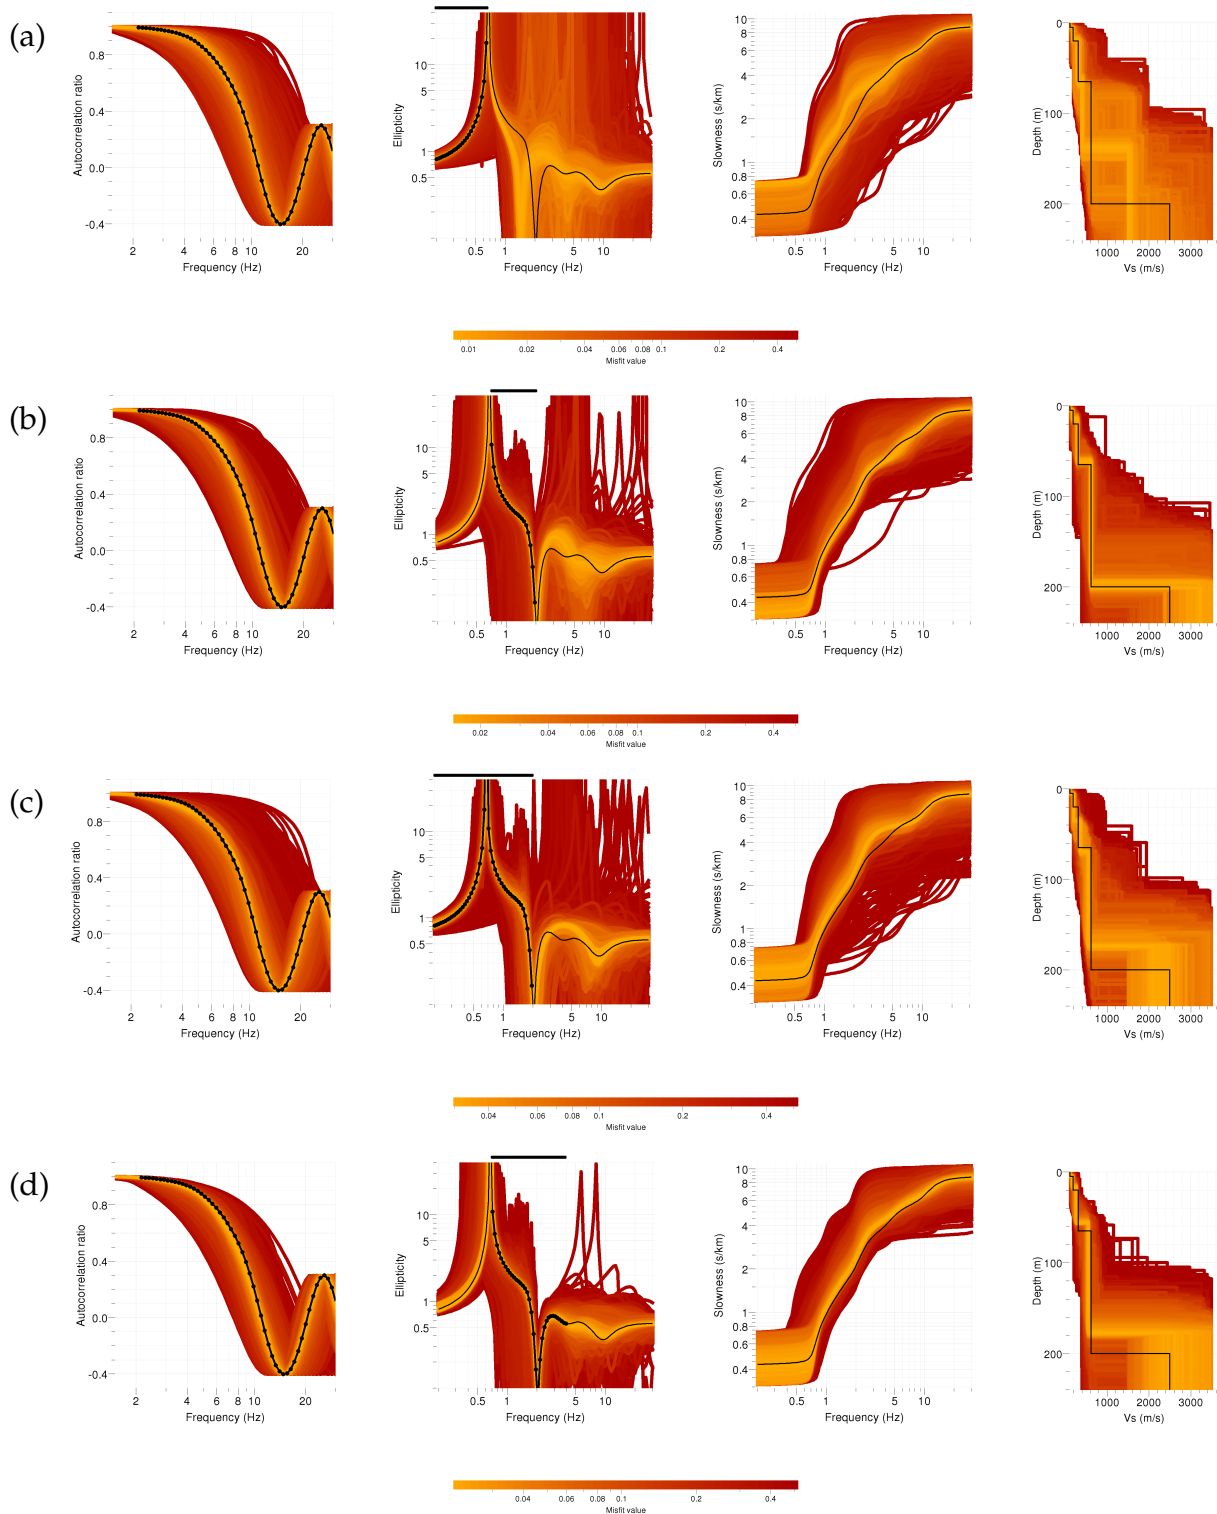 (a)
Autocorrelation ratio
0.8
0.4
0.0
-0.4
2 4 6 8 10 20
Frequency (Hz)
Ellipticity
10
5
1
0.5
0.5 1 5 10
Frequency (Hz)
Slowness (s/km)
10
8
4
2
1
0.8
0.6
0.4
0.5 1 10
Frequency (Hz)
Depth (m)
0
100
200
1000 2000 3000
Vs (m/s)
0.01 0.02 0.04 0.06 0.08 0.1 0.2 0.4
Misfit value
(b)
Autocorrelation ratio
0.8
0.4
0.0
-0.4
2 4 6 8 10 20
Frequency (Hz)
Ellipticity
10
5
1
0.5
0.5 1 5 10
Frequency (Hz)
Slowness (s/km)
10
8
4
2
1
0.8
0.6
0.4
0.5 1 10
Frequency (Hz)
Depth (m)
0
100
200
1000 2000 3000
Vs (m/s)
0.02 0.04 0.06 0.08 0.1 0.2 0.4
Misfit value
(c)
Autocorrelation ratio
0.8
0.4
0.0
-0.4
2 4 6 8 10 20
Frequency (Hz)
Ellipticity
10
5
1
0.5
0.5 1 5 10
Frequency (Hz)
Slowness (s/km)
10
8
4
2
1
0.8
0.6
0.4
0.5 1 10
Frequency (Hz)
Depth (m)
0
100
200
1000 2000 3000
Vs (m/s)
0.04 0.06 0.08 0.1 0.2 0.4
Misfit value
(d)
Autocorrelation ratio
0.8
0.4
0.0
-0.4
2 4 6 8 10 20
Frequency (Hz)
Ellipticity
10
5
1
0.5
0.5 1 5 10
Frequency (Hz)
Slowness (s/km)
10
8
4
2
1
0.8
0.6
0.4
0.5 1 10
Frequency (Hz)
Depth (m)
0
100
200
1000 2000 3000
Vs (m/s)
0.04 0.06 0.08 0.1 0.2 0.4
Misfit value